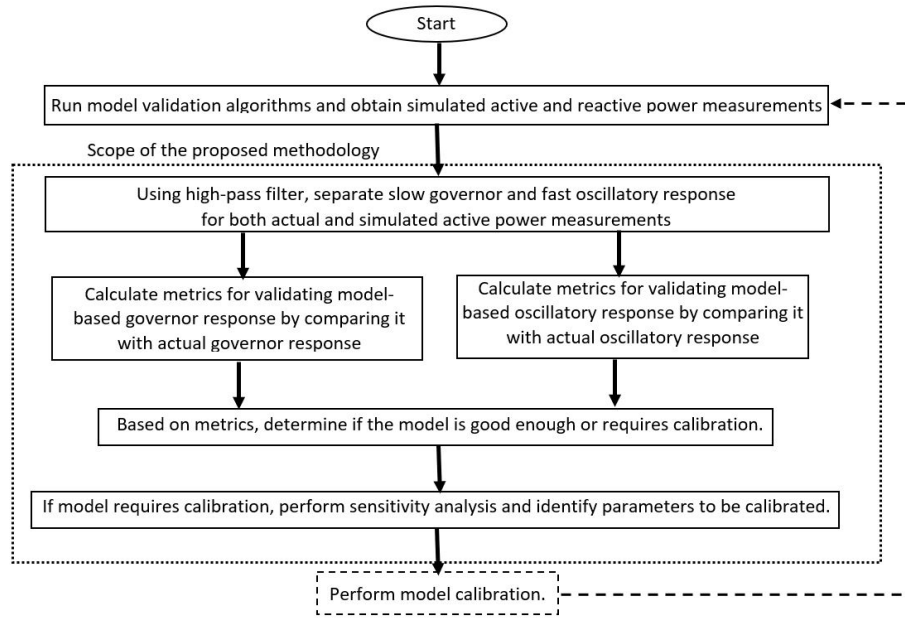 Start
Run model validation algorithms and obtain simulated active and reactive power measurements
Scope of the proposed methodology
Using high-pass filter, separate slow governor and fast oscillatory response
for both actual and simulated active power measurements
Calculate metrics for validating model-
based governor response by comparing it
with actual governor response
Calculate metrics for validating model-
based oscillatory response by comparing it
with actual oscillatory response
Based on metrics, determine if the model is good enough or requires calibration.
If model requires calibration, perform sensitivity analysis and identify parameters to be calibrated.
Perform model calibration.